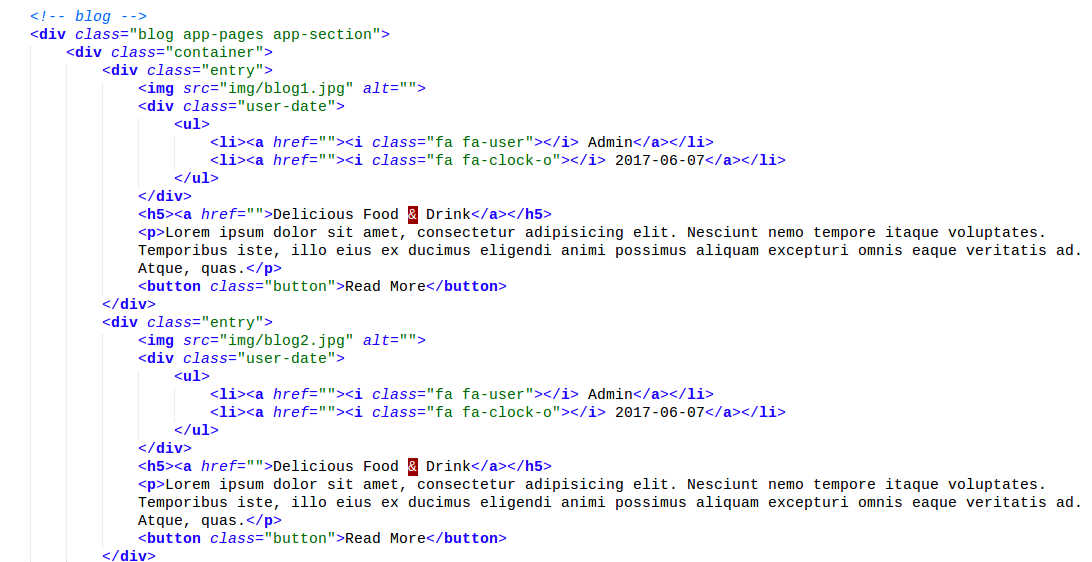 <!-- blog -->
<div class="blog app-pages app-section">
<div class="container">
<div class="entry">
<img src="img/blog1.jpg" alt="">
<div class="user-date">
<ul>
<li><a href=""><i class="fa fa-user"></i> Admin</a></li>
<li><a href=""><i class="fa fa-clock-o"></i> 2017-06-07</a></li>
</ul>
</div>
<h5><a href="">Delicious Food & Drink</a></h5>
<p>Lorem ipsum dolor sit amet, consectetur adipisicing elit. Nesciunt nemo tempore itaque voluptates.
Temporibus iste, illo eius ex ducimus eligendi animi possimus aliquam excepturi omnis eaque veritatis ad.
Atque, quas.</p>
<button class="button">Read More</button>
</div>
<div class="entry">
<img src="img/blog2.jpg" alt="">
<div class="user-date">
<ul>
<li><a href=""><i class="fa fa-user"></i> Admin</a></li>
<li><a href=""><i class="fa fa-clock-o"></i> 2017-06-07</a></li>
</ul>
</div>
<h5><a href="">Delicious Food & Drink</a></h5>
<p>Lorem ipsum dolor sit amet, consectetur adipisicing elit. Nesciunt nemo tempore itaque voluptates.
Temporibus iste, illo eius ex ducimus eligendi animi possimus aliquam excepturi omnis eaque veritatis ad.
Atque, quas.</p>
<button class="button">Read More</button>
</div>